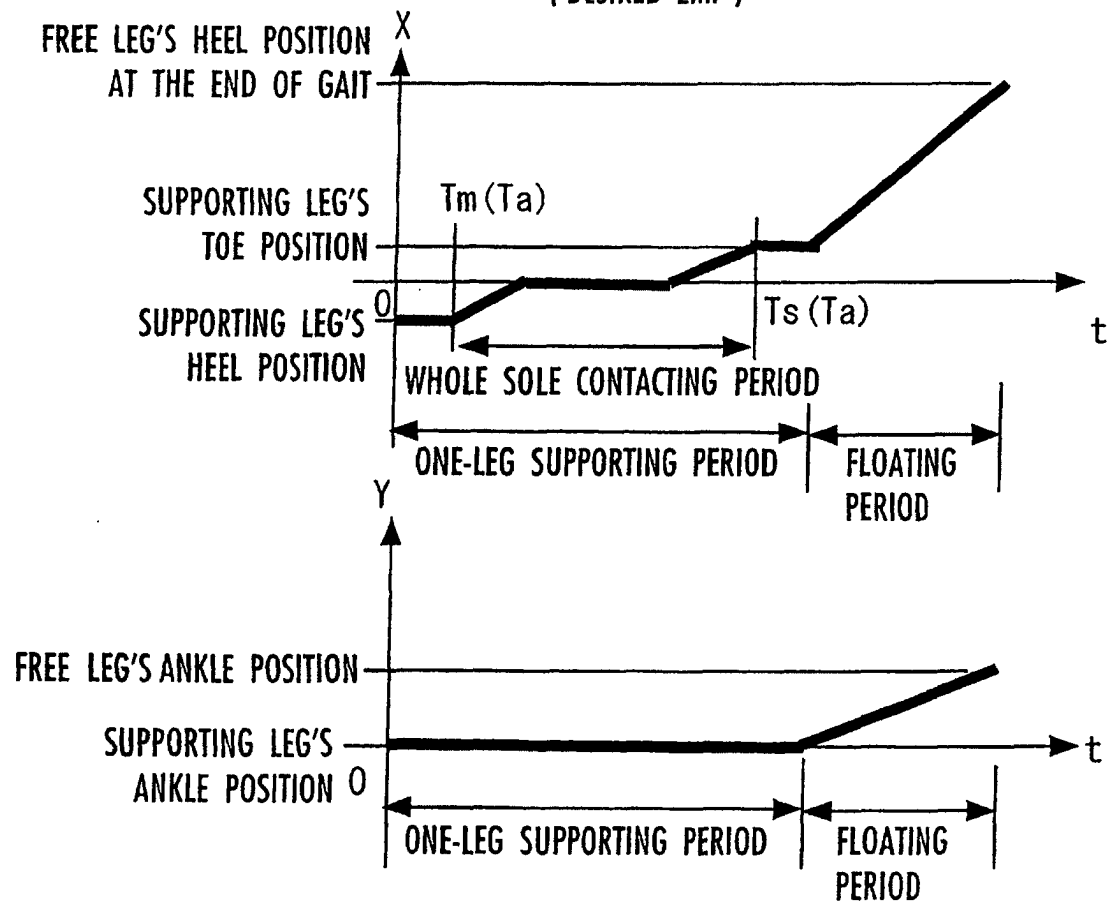 X
FREE LEG'S HEEL POSITION
AT THE END OF GAIT
SUPPORTING LEG'S
TOE POSITION
Tm(Ta)
0
SUPPORTING LEG'S
HEEL POSITION
Ts(Ta)
t
WHOLE SOLE CONTACTING PERIOD
ONE-LEG SUPPORTING PERIOD
FLOATING
PERIOD
Y
FREE LEG'S ANKLE POSITION
SUPPORTING LEG'S
ANKLE POSITION
0
t
ONE-LEG SUPPORTING PERIOD
FLOATING
PERIOD